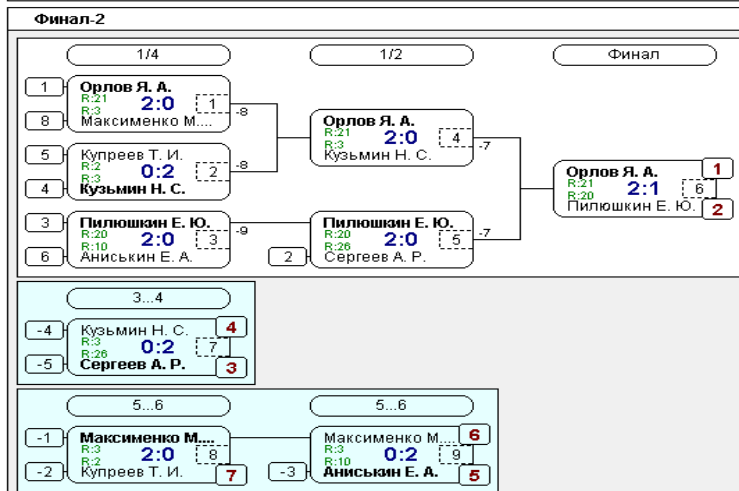 Финал-2
1/4 1/2 Финал
1 Орлов Я. А.
R:21 2:0 1 -8
R:3
8 Максименко М....
5 Купреев Т. И.
R:2 0:2 2 -8
R:3
4 Кузьмин Н. С.
Орлов Я. А.
R:21 2:0 4 -7
R:3
Кузьмин Н. С.
3 Пилюшкин Е. Ю.
R:20 2:0 3 -9
R:10
6 Аниськин Е. А.
Пилюшкин Е. Ю.
R:20 2:0 5 -7
R:26
2 Сергеев А. Р.
Орлов Я. А. 1
R:21 2:1 6
R:20
Пилюшкин Е. Ю. 2
3...4
-4 Кузьмин Н. С. 4
R:3 0:2 7
R:26
-5 Сергеев А. Р. 3
5...6 5...6
-1 Максименко М....
R:3 2:0 8
R:2
-2 Купреев Т. И. 7
Максименко М.... 6
R:3 0:2 9
R:10
-3 Аниськин Е. А. 5